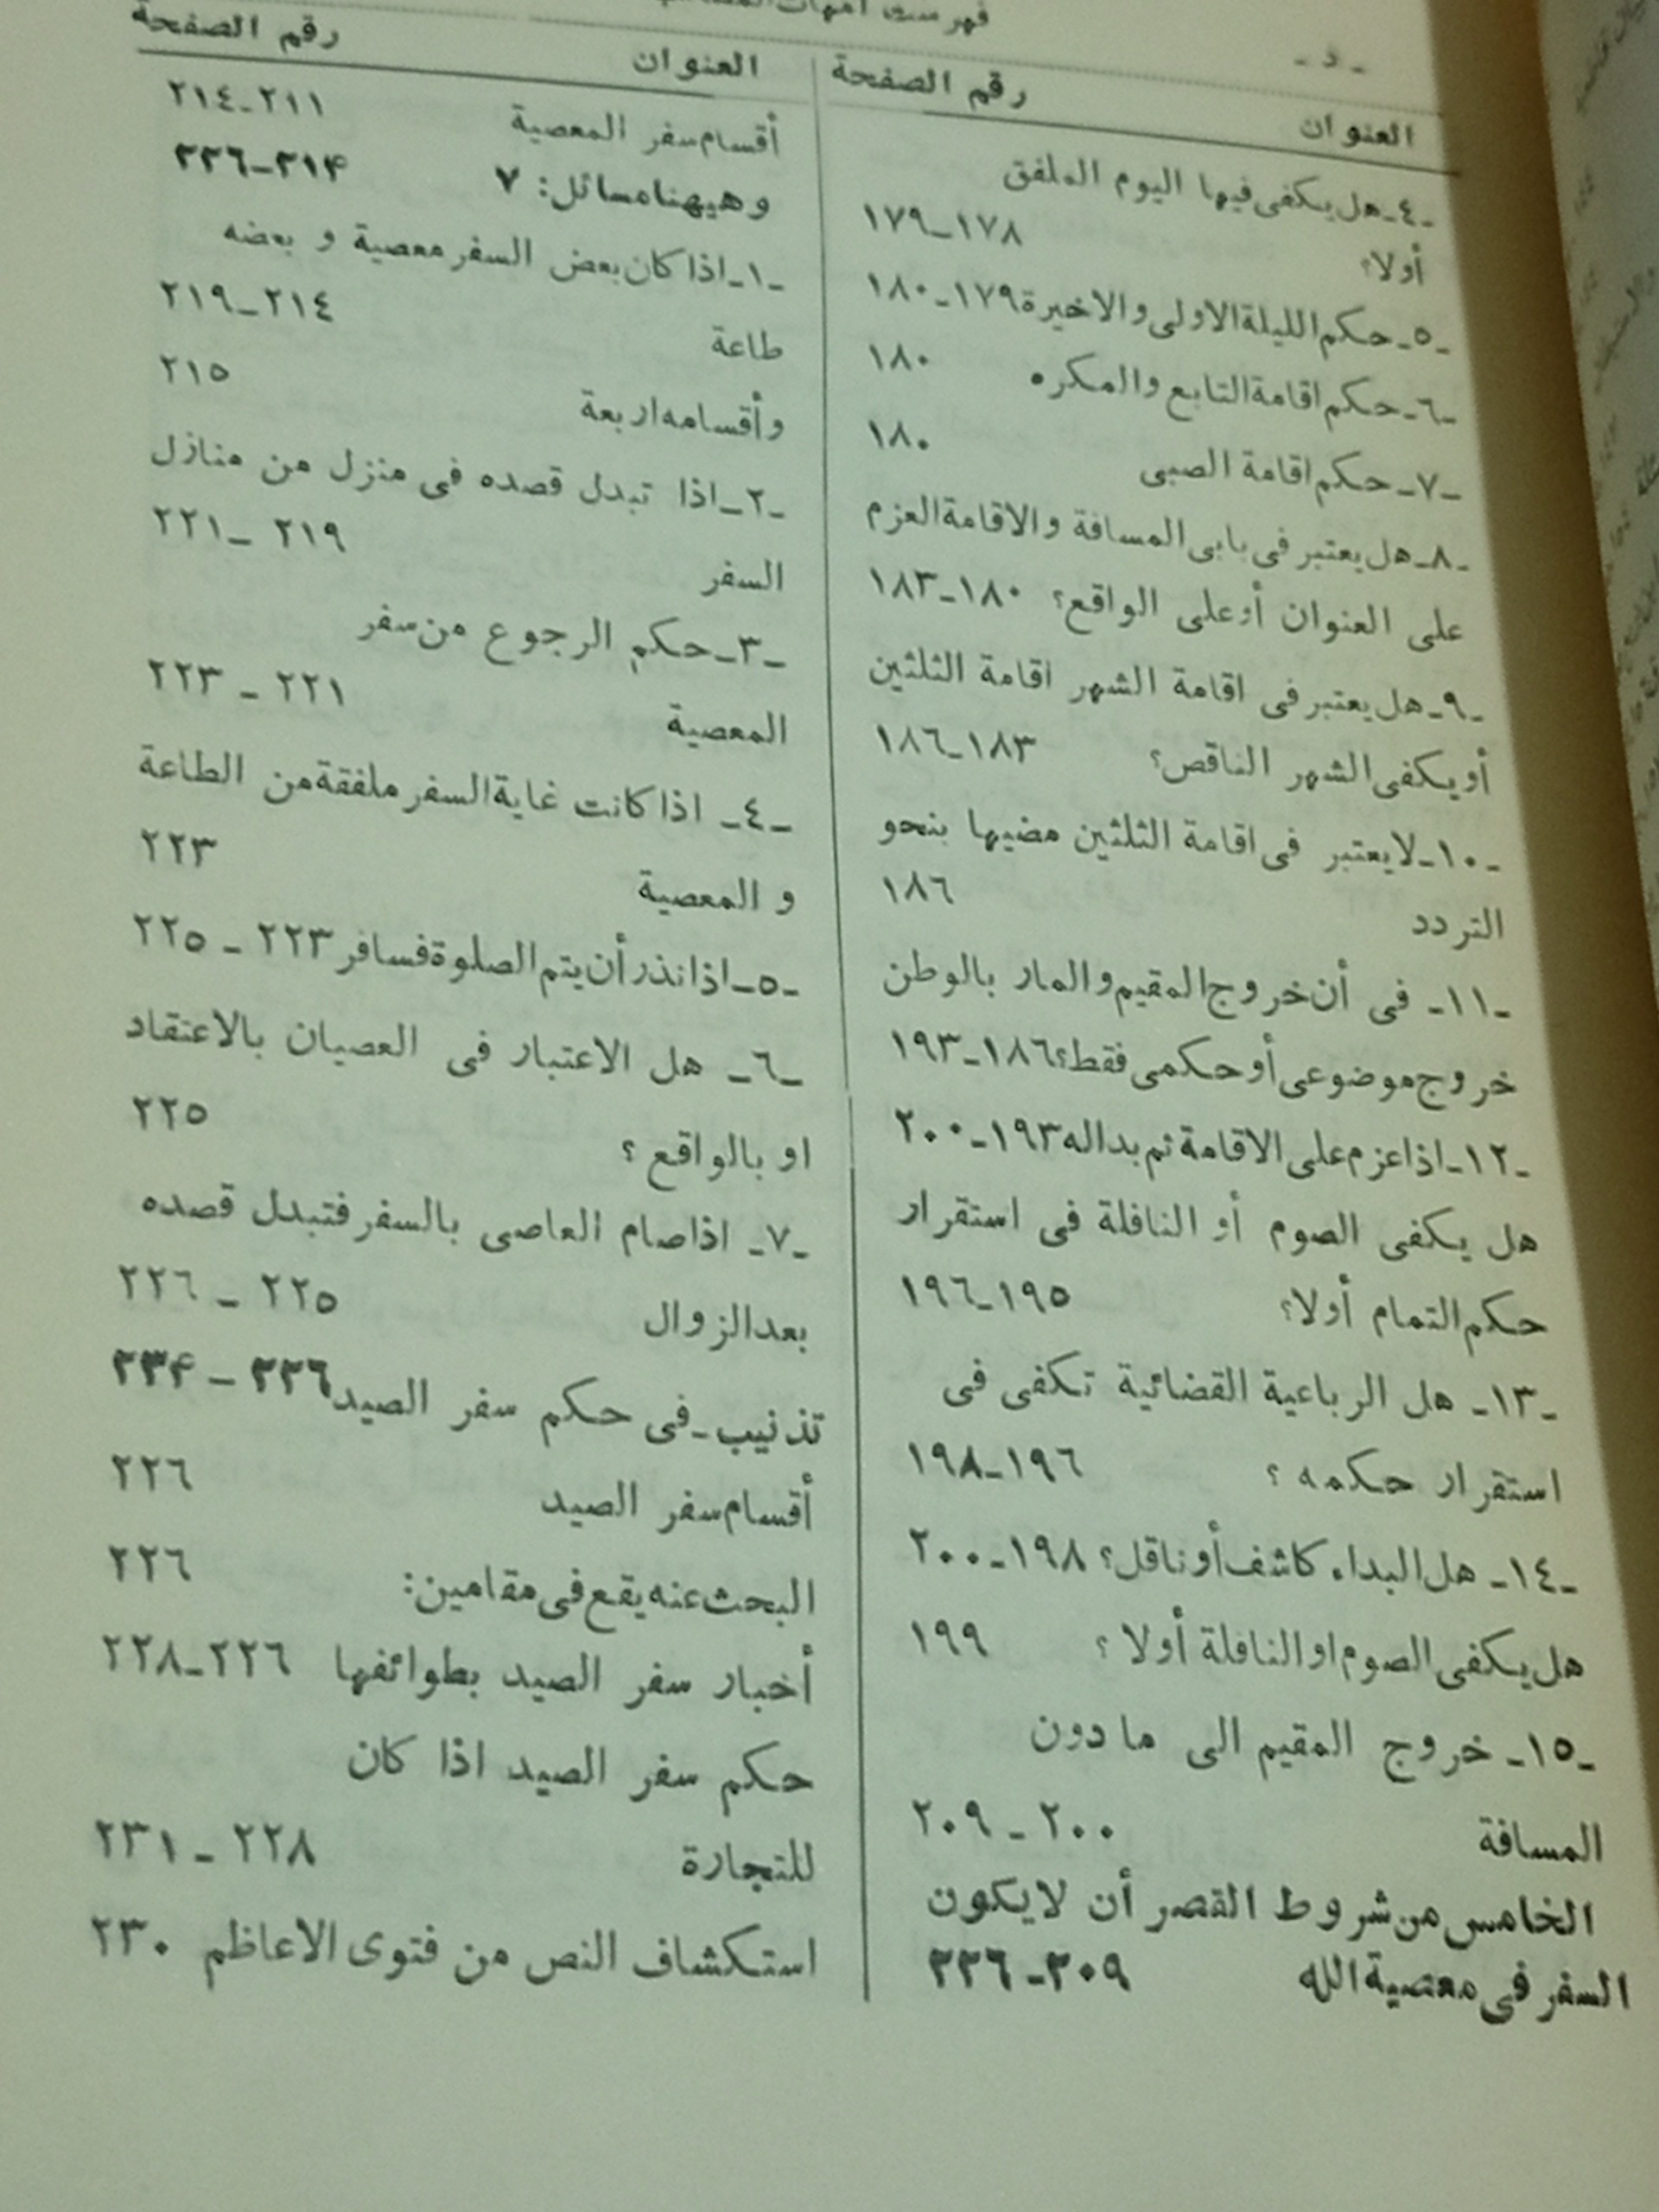 - د -
فهرست امهات
العنوان رقم الصفحة
-٤-هل يكفى فيها اليوم الملفق
أولا؟ ١٧٨-١٧٩
-٥-حكم الليلة الاولى والاخيرة ١٧٩-١٨٠
-٦-حكم اقامة التابع والمكره ١٨٠
-٧-حكم اقامة الصبى ١٨٠
-٨-هل يعتبر فى بابى المسافة والاقامة العزم
على العنوان أو على الواقع؟ ١٨٠-١٨٣
-٩-هل يعتبر فى اقامة الشهر اقامة الثلثين
أو يكفى الشهر الناقص؟ ١٨٣-١٨٦
-١٠-لا يعتبر فى اقامة الثلثين مضيها بنحو
التردد ١٨٦
-١١- فى أن خروج المقيم والمار بالوطن
خروج موضوعى أو حكمى فقط؟ ١٨٦-١٩٣
-١٢-اذا عزم على الاقامة ثم بدا له ١٩٣-٢٠٠
هل يكفى الصوم أو النافلة فى استقرار
حكم التمام أولا؟ ١٩٥-١٩٦
-١٣- هل الرباعية القضائية تكفى فى
استقرار حكمه ؟ ١٩٦-١٩٨
-١٤- هل البداء كاشف أو ناقل؟ ١٩٨-٢٠٠
هل يكفى الصوم او النافلة أولا ؟ ١٩٩
-١٥- خروج المقيم الى ما دون
المسافة ٢٠٠ - ٢٠٩
الخامس من شروط القصر أن لا يكون
السفر فى معصية الله ٢٠٩-٢٢٦
العنوان رقم الصفحة
أقسام سفر المعصية ٢١١-٢١٤
وهيهنا مسائل: ٧ ٢١۴-٢٢٦
-١-اذا كان بعض السفر معصية و بعضه
طاعة ٢١٤-٢١٩
وأقسامه اربعة ٢١٥
-٢-اذا تبدل قصده فى منزل من منازل
السفر ٢١٩ -٢٢١
-٣-حكم الرجوع من سفر
المعصية ٢٢١ - ٢٢٣
-٤- اذا كانت غاية السفر ملفقة من الطاعة
و المعصية ٢٢٣
-٥-اذا نذر أن يتم الصلوة فسافر ٢٢٣ - ٢٢٥
-٦- هل الاعتبار فى العصيان بالاعتقاد
او بالواقع ؟ ٢٢٥
-٧- اذا صام العاصى بالسفر فتبدل قصده
بعد الزوال ٢٢٥ - ٢٢٦
تذنيب-فى حكم سفر الصيد ٢٢٦ - ٢٣۴
أقسام سفر الصيد ٢٢٦
البحث عنه يقع فى مقامين: ٢٢٦
أخبار سفر الصيد بطوائفها ٢٢٦-٢٢٨
حكم سفر الصيد اذا كان
للتجارة ٢٢٨ - ٢٣١
استكشاف النص من فتوى الاعاظم ٢٣٠